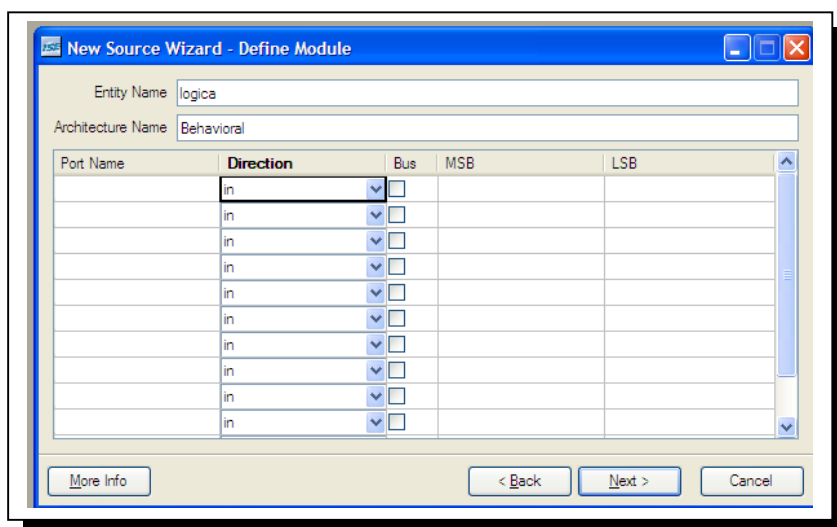 ISE New Source Wizard - Define Module
Entity Name logica
Architecture Name Behavioral
Port Name Direction Bus MSB LSB
in
in
in
in
in
in
in
in
in
in
More Info < Back Next > Cancel